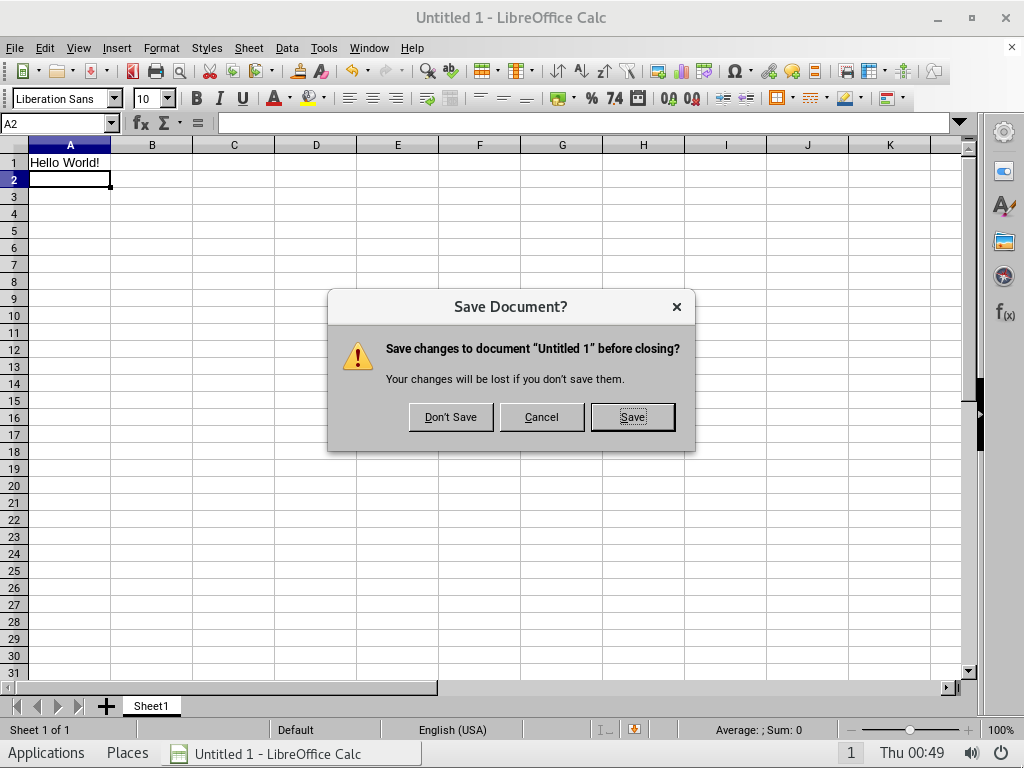 Untitled 1 - LibreOffice Calc
File Edit View Insert Format Styles Sheet Data Tools Window Help
Liberation Sans 10
A2
A B C D E F G H I J K
1 Hello World!
2
3
4
5
6
7
8
9
10
11
12
13
14
15
16
17
18
19
20
21
22
23
24
25
26
27
28
29
30
31
Save Document?
Save changes to document “Untitled 1” before closing?
Your changes will be lost if you don’t save them.
Don’t Save Cancel Save
Sheet1
Sheet 1 of 1 Default English (USA) Average: ; Sum: 0 100%
Applications Places Untitled 1 - LibreOffice Calc 1 Thu 00:49